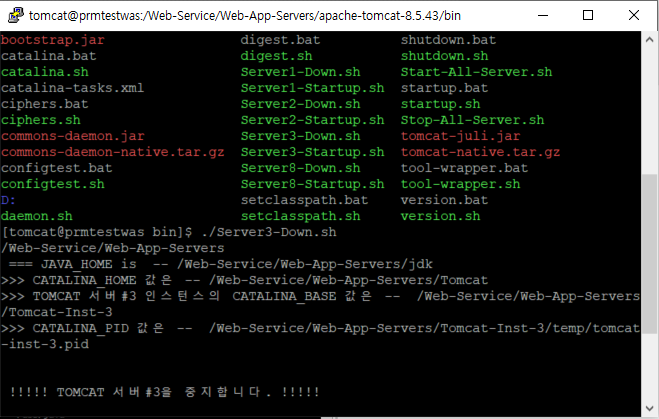 tomcat@prmtestwas:/Web-Service/Web-App-Servers/apache-tomcat-8.5.43/bin
bootstrap.jar digest.bat shutdown.bat
catalina.bat digest.sh shutdown.sh
catalina.sh Server1-Down.sh Start-All-Server.sh
catalina-tasks.xml Server1-Startup.sh startup.bat
ciphers.bat Server2-Down.sh startup.sh
ciphers.sh Server2-Startup.sh Stop-All-Server.sh
commons-daemon.jar Server3-Down.sh tomcat-juli.jar
commons-daemon-native.tar.gz Server3-Startup.sh tomcat-native.tar.gz
configtest.bat Server8-Down.sh tool-wrapper.bat
configtest.sh Server8-Startup.sh tool-wrapper.sh
D: setclasspath.bat version.bat
daemon.sh setclasspath.sh version.sh
[tomcat@prmtestwas bin]$ ./Server3-Down.sh
/Web-Service/Web-App-Servers
=== JAVA_HOME is -- /Web-Service/Web-App-Servers/jdk
>>> CATALINA_HOME 값은 -- /Web-Service/Web-App-Servers/Tomcat
>>> TOMCAT 서버 #3 인스턴스의 CATALINA_BASE 값은 -- /Web-Service/Web-App-Servers
/Tomcat-Inst-3
>>> CATALINA_PID 값은 -- /Web-Service/Web-App-Servers/Tomcat-Inst-3/temp/tomcat
-inst-3.pid
!!!!! TOMCAT 서버 #3을 중지합니다. !!!!!